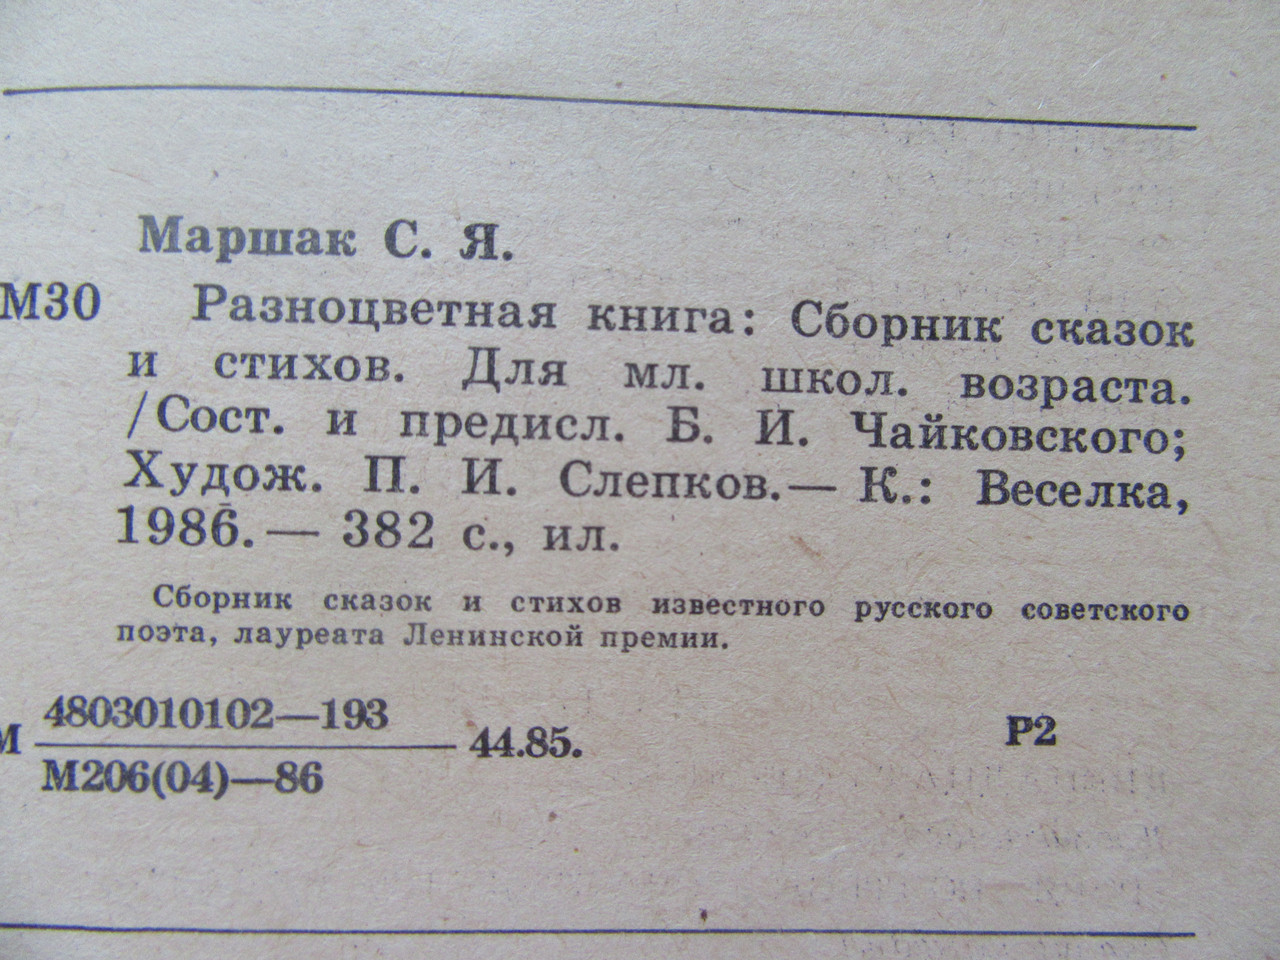 Маршак С. Я.
М30 Разноцветная книга: Сборник сказок
и стихов. Для мл. школ. возраста.
/Сост. и предисл. Б. И. Чайковского;
Худож. П. И. Слепков.— К.: Веселка,
1986.— 382 с., ил.
Сборник сказок и стихов известного русского советского
поэта, лауреата Ленинской премии.
4803010102—193
М 44.85. Р2
М206(04)—86